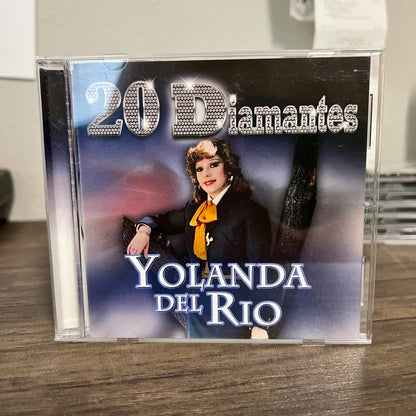 20 Diamantes
YOLANDA
DEL RIO